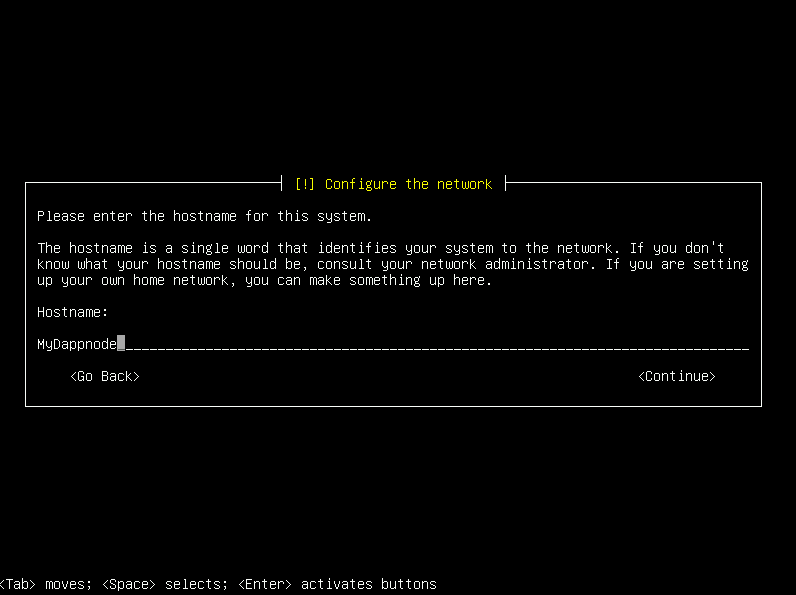 [!] Configure the network
Please enter the hostname for this system.
The hostname is a single word that identifies your system to the network. If you don't
know what your hostname should be, consult your network administrator. If you are setting
up your own home network, you can make something up here.
Hostname:
MyDappnode
<Go Back> <Continue>
<Tab> moves; <Space> selects; <Enter> activates buttons